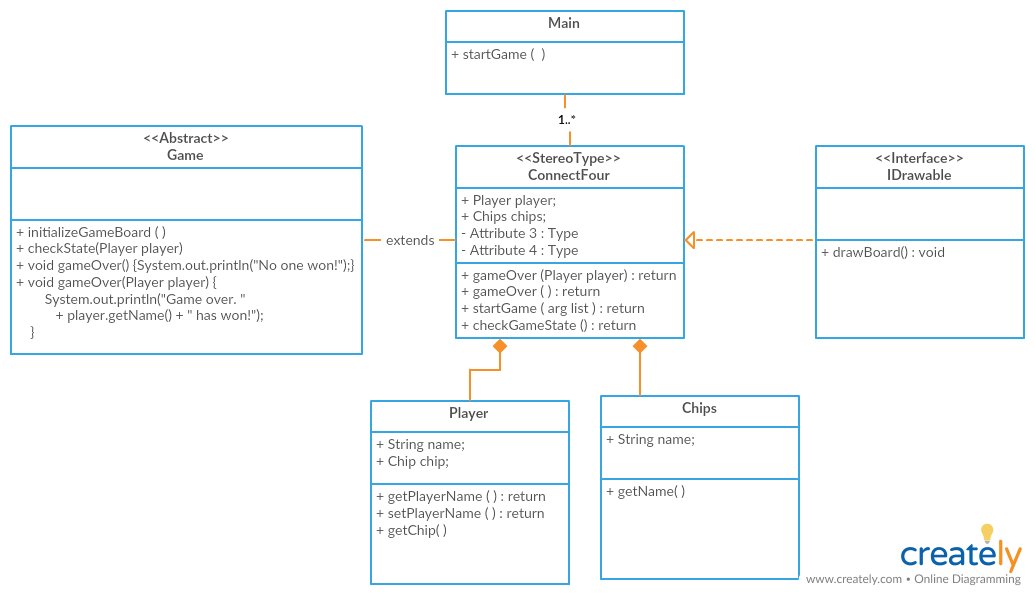 Main
+ startGame ( )
1..*
<<Abstract>>
Game
+ initializeGameBoard ( )
+ checkState(Player player)
+ void gameOver() {System.out.println("No one won!");}
+ void gameOver(Player player) {
System.out.println("Game over. "
+ player.getName() + " has won!");
}
extends
<<StereoType>>
ConnectFour
+ Player player;
+ Chips chips;
- Attribute 3 : Type
- Attribute 4 : Type
+ gameOver (Player player) : return
+ gameOver ( ) : return
+ startGame ( arg list ) : return
+ checkGameState () : return
<<Interface>>
IDrawable
+ drawBoard() : void
Player
+ String name;
+ Chip chip;
+ getPlayerName ( ) : return
+ setPlayerName ( ) : return
+ getChip( )
Chips
+ String name;
+ getName( )
creately
www.creately.com • Online Diagramming